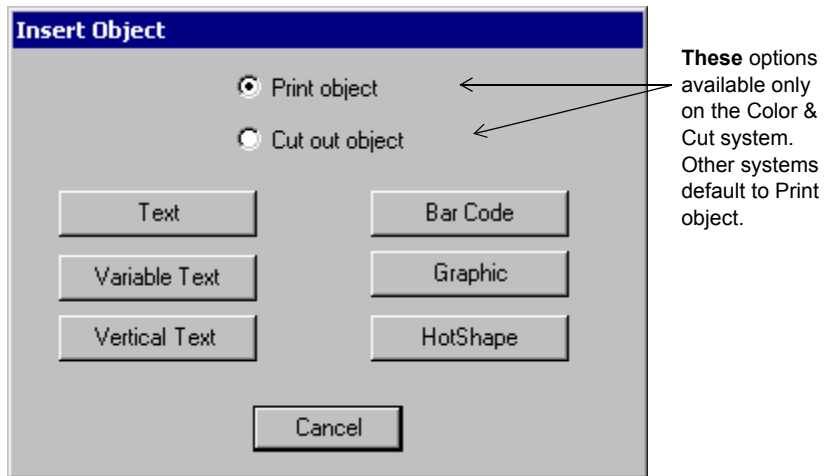 Insert Object
Print object
Cut out object
Text
Bar Code
Variable Text
Graphic
Vertical Text
HotShape
Cancel
These options
available only
on the Color &
Cut system.
Other systems
default to Print
object.